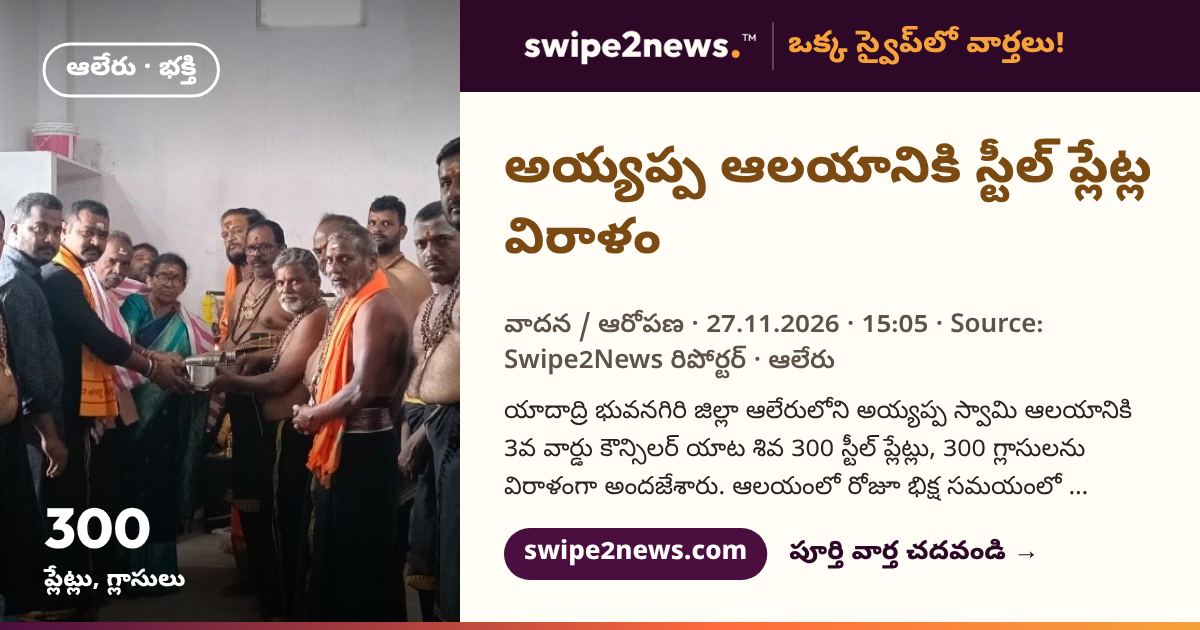 ఆలేరు · భక్తి
swipe2news.™ ఒక్క స్వైప్‌లో వార్తలు!
అయ్యప్ప ఆలయానికి స్టీల్ ప్లేట్ల
విరాళం
వాదన / ఆరోపణ · 27.11.2026 · 15:05 · Source:
Swipe2News రిపోర్టర్ · ఆలేరు
యాదాద్రి భువనగిరి జిల్లా ఆలేరులోని అయ్యప్ప స్వామి ఆలయానికి
3వ వార్డు కౌన్సిలర్ యాట శివ 300 స్టీల్ ప్లేట్లు, 300 గ్లాసులను
విరాళంగా అందజేశారు. ఆలయంలో రోజూ భిక్ష సమయంలో ...
300
ప్లేట్లు, గ్లాసులు
swipe2news.com పూర్తి వార్త చదవండి →